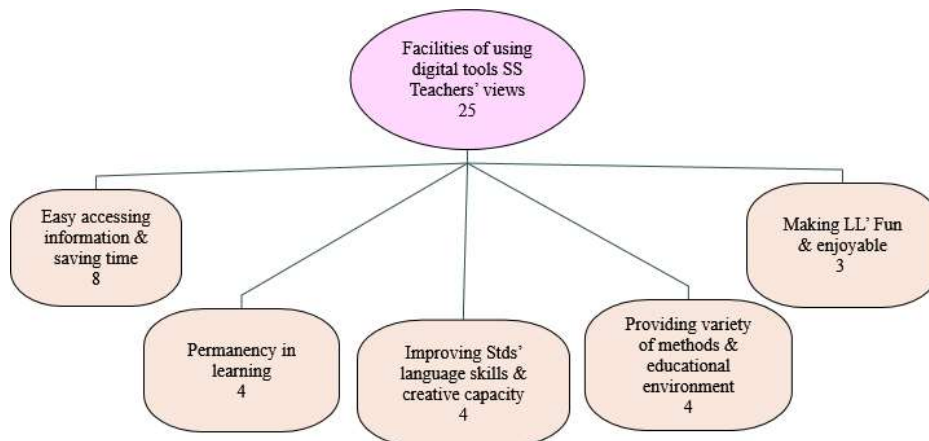 Facilities of using
digital tools SS
Teachers' views
25
Easy accessing
information &
saving time
8
Permanency in
learning
4
Improving Stds'
language skills &
creative capacity
4
Providing variety
of methods &
educational
environment
4
Making LL' Fun
& enjoyable
3